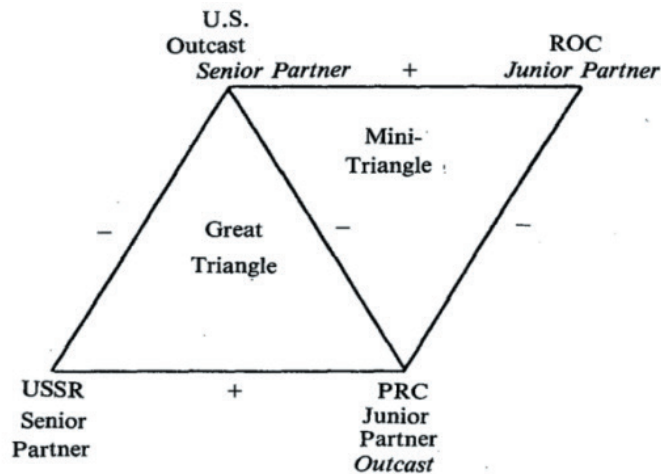 U.S.
Outcast
Senior Partner
+
ROC
Junior Partner
Mini-
Triangle
–
Great
Triangle
–
–
USSR
Senior
Partner
+
PRC
Junior
Partner
Outcast